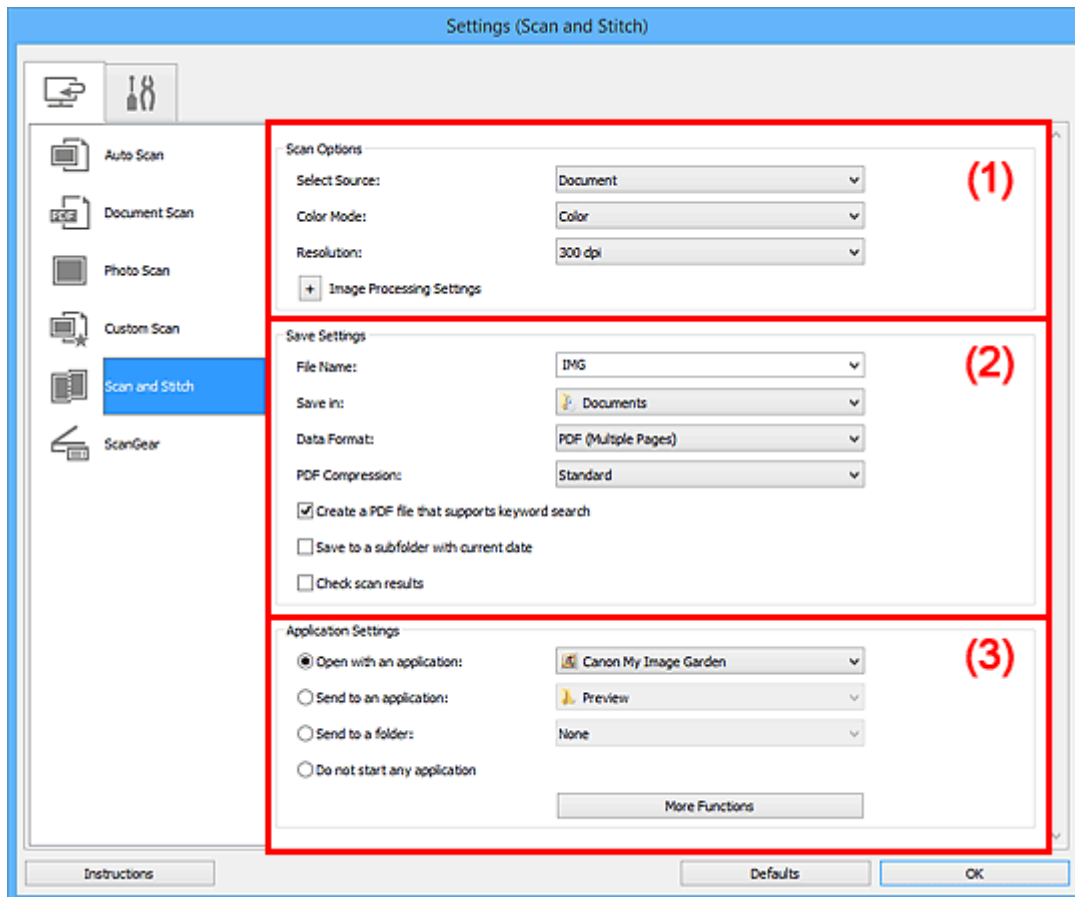 Settings (Scan and Stitch)
Auto Scan
Document Scan
Photo Scan
Custom Scan
Scan and Stitch
ScanGear
PDF
(1)
Scan Options
Select Source: Document
Color Mode: Color
Resolution: 300 dpi
+ Image Processing Settings
(2)
Save Settings
File Name: IMG
Save in: Documents
Data Format: PDF (Multiple Pages)
PDF Compression: Standard
Create a PDF file that supports keyword search
Save to a subfolder with current date
Check scan results
(3)
Application Settings
Open with an application: Canon My Image Garden
Send to an application: Preview
Send to a folder: None
Do not start any application
More Functions
Instructions Defaults OK